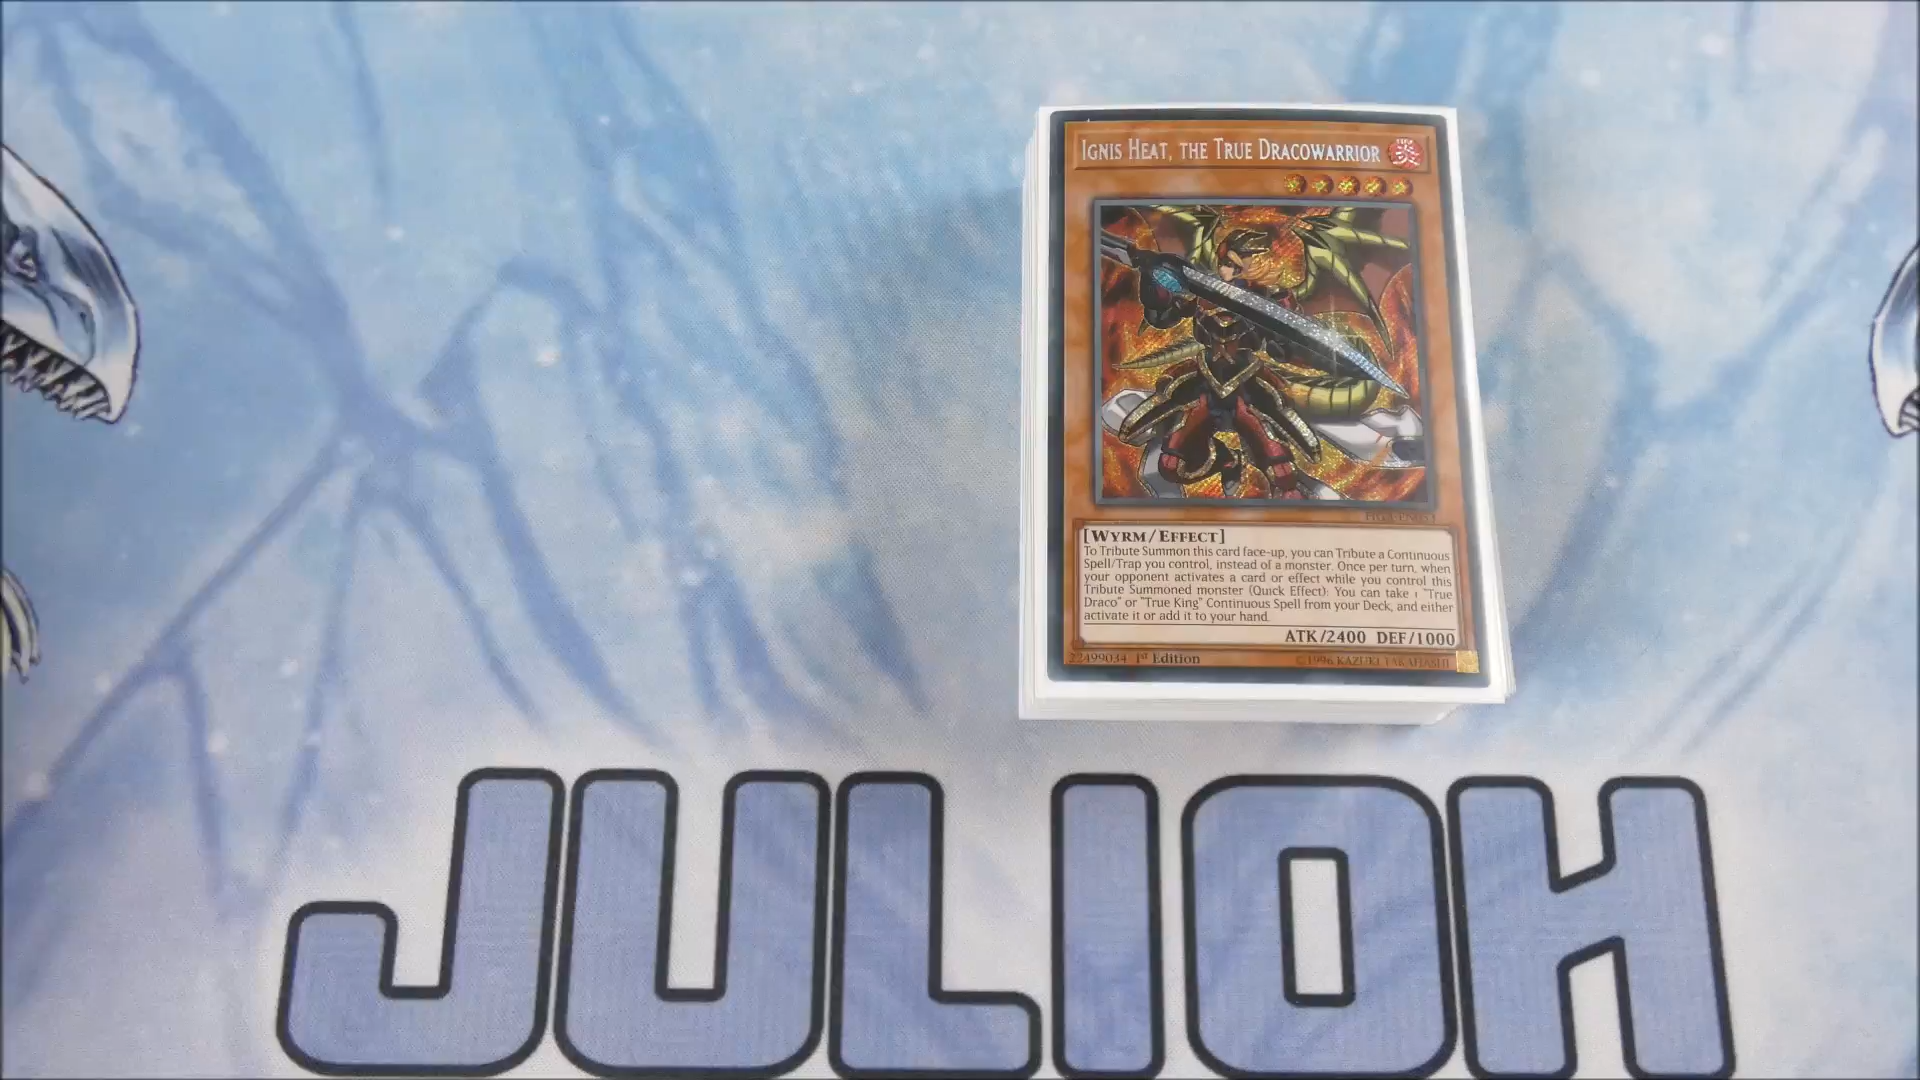 IGNIS HEAT, THE TRUE DRACOWARRIOR 炎
[WYRM/EFFECT]
To Tribute Summon this card face-up, you can Tribute a Continuous
Spell/Trap you control, instead of a monster. Once per turn, when
your opponent activates a card or effect while you control this
Tribute Summoned monster (Quick Effect): You can take 1 "True
Draco" or "True King" Continuous Spell from your Deck, and either
activate it or add it to your hand.
ATK/2400 DEF/1000
22499034 1st Edition ©1996 KAZUKI TAKAHASHI
JULIOH